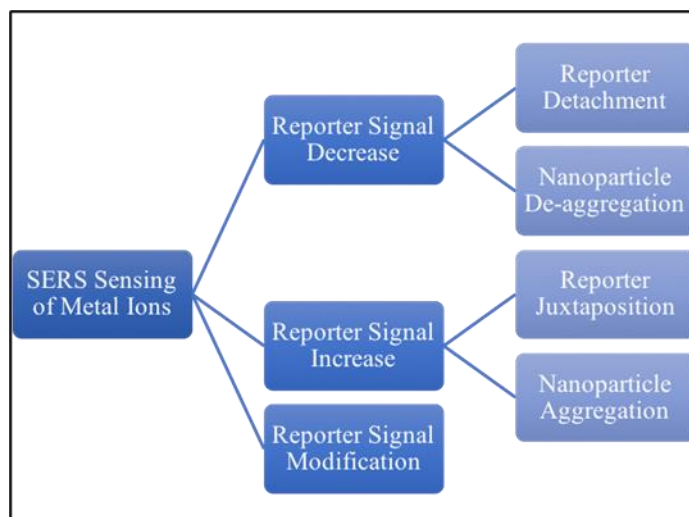 SERS Sensing
of Metal Ions
Reporter Signal
Decrease
Reporter
Detachment
Nanoparticle
De-aggregation
Reporter Signal
Increase
Reporter
Juxtaposition
Nanoparticle
Aggregation
Reporter Signal
Modification